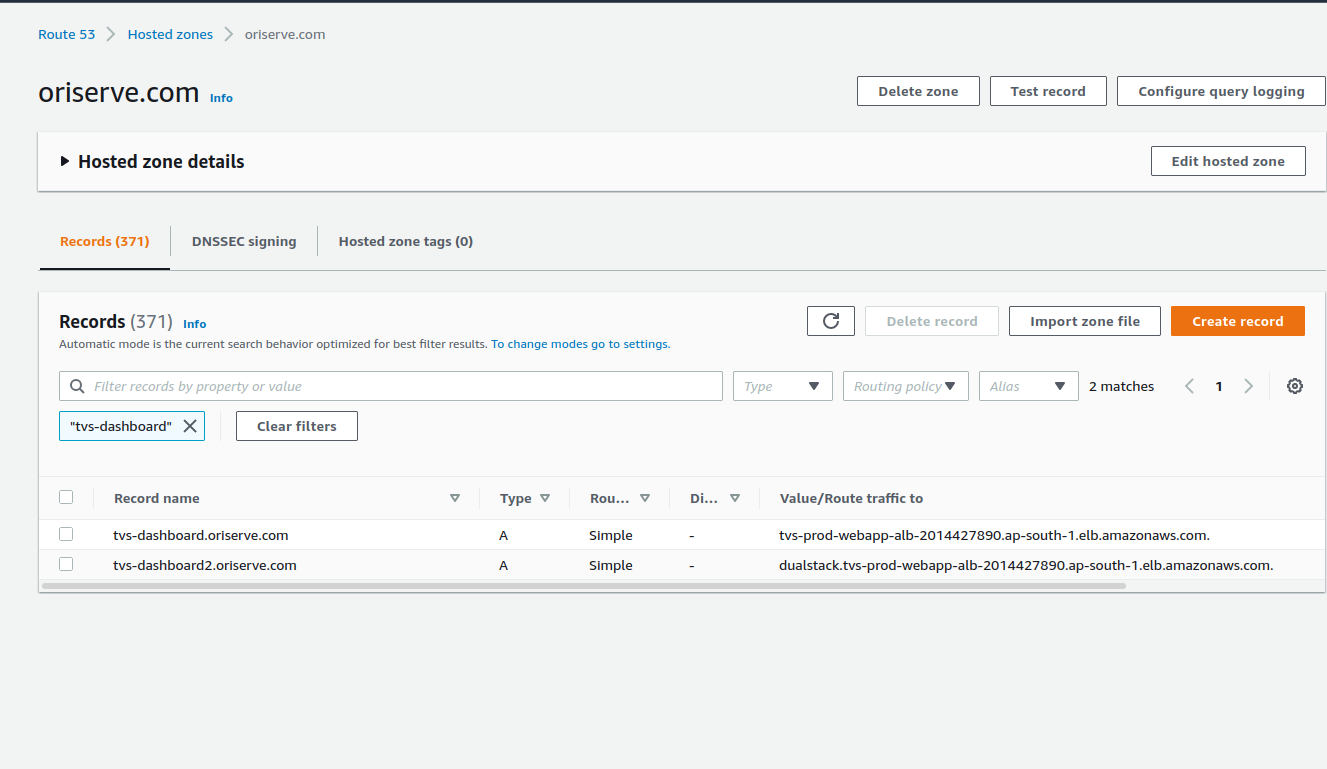 Route 53 Hosted zones oriserve.com
oriserve.com Info
Delete zone Test record Configure query logging
Hosted zone details Edit hosted zone
Records (371) DNSSEC signing Hosted zone tags (0)
Records (371) Info
Delete record Import zone file Create record
Automatic mode is the current search behavior optimized for best filter results. To change modes go to settings.
Filter records by property or value Type Routing policy Alias 2 matches 1
"tvs-dashboard" Clear filters
Record name Type Rou... Di... Value/Route traffic to
tvs-dashboard.oriserve.com A Simple - tvs-prod-webapp-alb-2014427890.ap-south-1.elb.amazonaws.com.
tvs-dashboard2.oriserve.com A Simple - dualstack.tvs-prod-webapp-alb-2014427890.ap-south-1.elb.amazonaws.com.